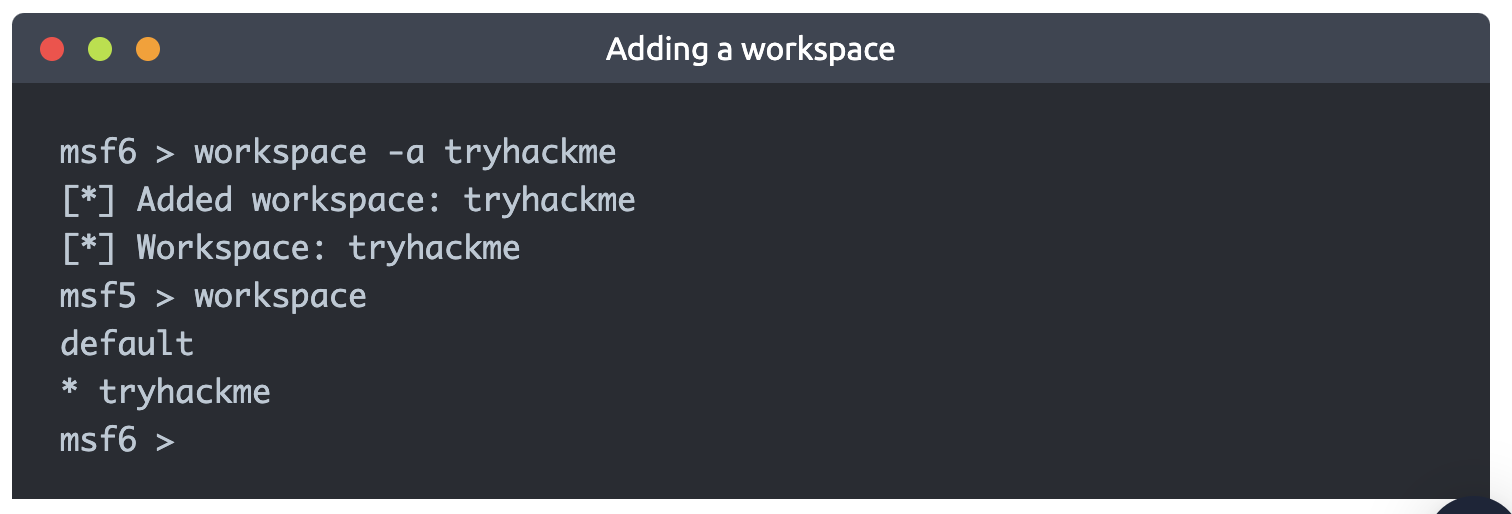 Adding a workspace
msf6 > workspace -a tryhackme
[*] Added workspace: tryhackme
[*] Workspace: tryhackme
msf5 > workspace
default
* tryhackme
msf6 >